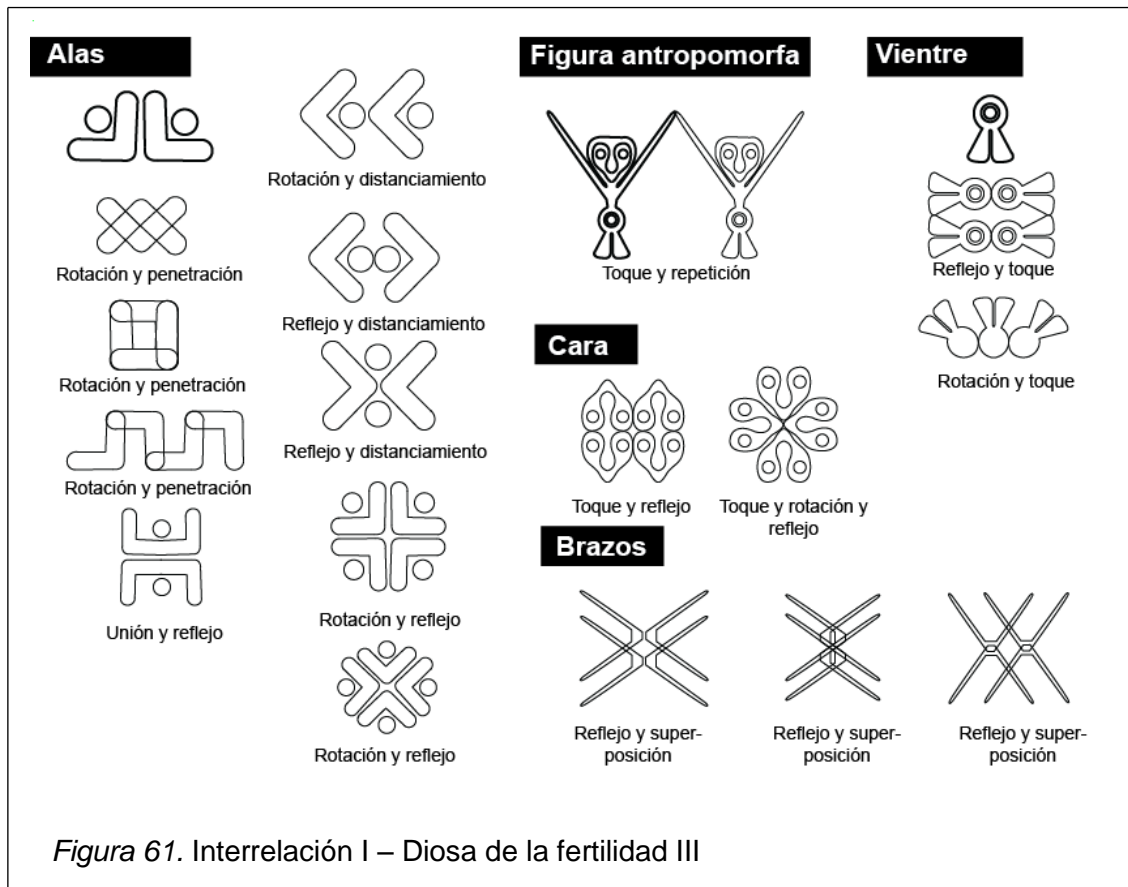 Alas
Rotación y penetración
Rotación y penetración
Rotación y penetración
Unión y reflejo
Rotación y distanciamiento
Reflejo y distanciamiento
Reflejo y distanciamiento
Rotación y reflejo
Rotación y reflejo
Figura antropomorfa
Toque y repetición
Cara
Toque y reflejo
Toque y rotación y
reflejo
Brazos
Reflejo y super-
posición
Reflejo y super-
posición
Reflejo y super-
posición
Vientre
Reflejo y toque
Rotación y toque
Figura 61. Interrelación I – Diosa de la fertilidad III